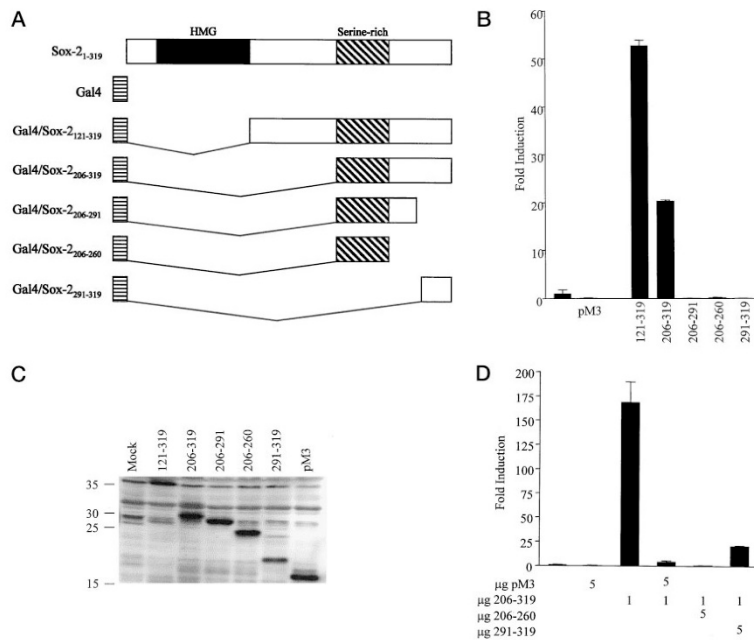 A
HMG
Serine-rich
Sox-2₁₋₃₁₉
Gal4
Gal4/Sox-2₁₂₁₋₃₁₉
Gal4/Sox-2₂₀₆₋₃₁₉
Gal4/Sox-2₂₀₆₋₂₉₁
Gal4/Sox-2₂₀₆₋₂₆₀
Gal4/Sox-2₂₉₁₋₃₁₉
B
Fold Induction
60
50
40
30
20
10
0
pM3
121-319
206-319
206-291
206-260
291-319
C
Mock
121-319
206-319
206-291
206-260
291-319
pM3
35
30
25
15
D
Fold Induction
200
175
150
125
100
75
50
25
0
µg pM3 5 5
µg 206-319 1 1 1 1
µg 206-260 5
µg 291-319 5